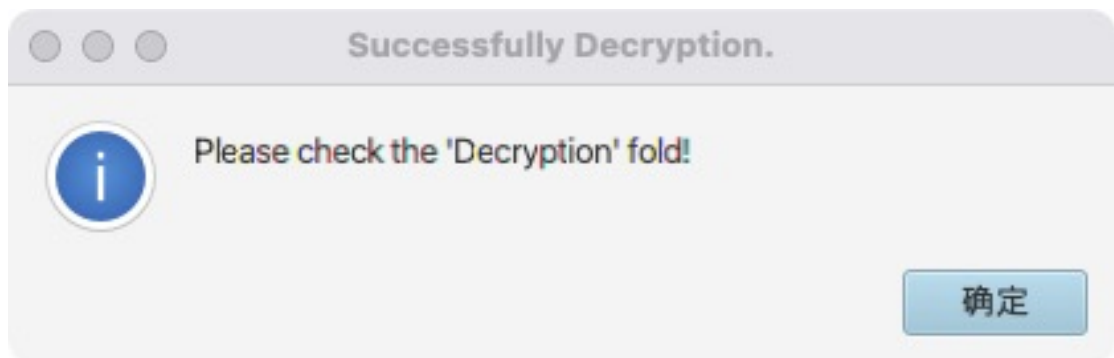 Successfully Decryption.
Please check the 'Decryption' fold!
确定